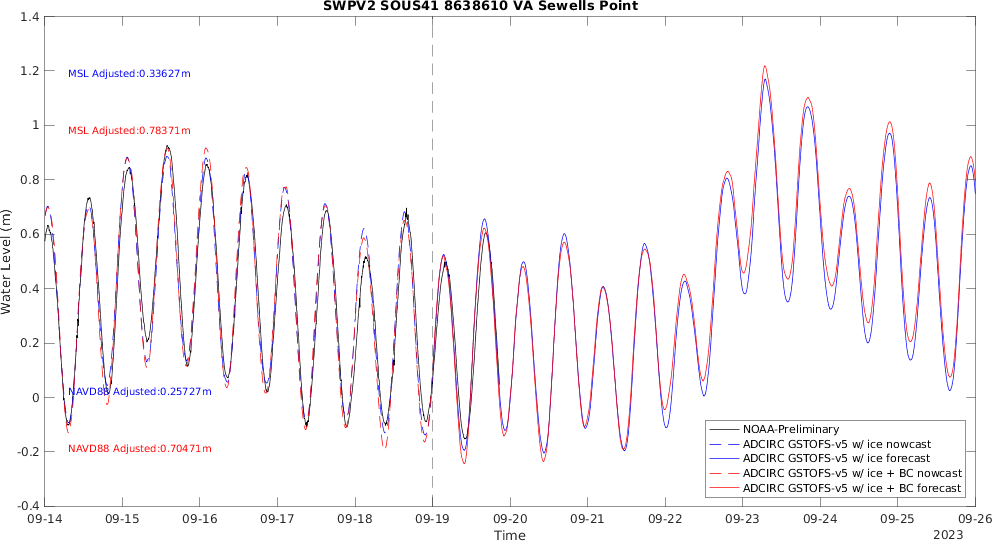 SWPV2 SOUS41 8638610 VA Sewells Point
1.4
1.2
1
0.8
0.6
0.4
0.2
0
-0.2
-0.4
Water Level (m)
MSL Adjusted:0.33627m
MSL Adjusted:0.78371m
NAVD88 Adjusted:0.25727m
NAVD88 Adjusted:0.70471m
NOAA-Preliminary
ADCIRC GSTOFS-v5 w/ ice nowcast
ADCIRC GSTOFS-v5 w/ ice forecast
ADCIRC GSTOFS-v5 w/ ice + BC nowcast
ADCIRC GSTOFS-v5 w/ ice + BC forecast
09-14 09-15 09-16 09-17 09-18 09-19 09-20 09-21 09-22 09-23 09-24 09-25 09-26
Time
2023